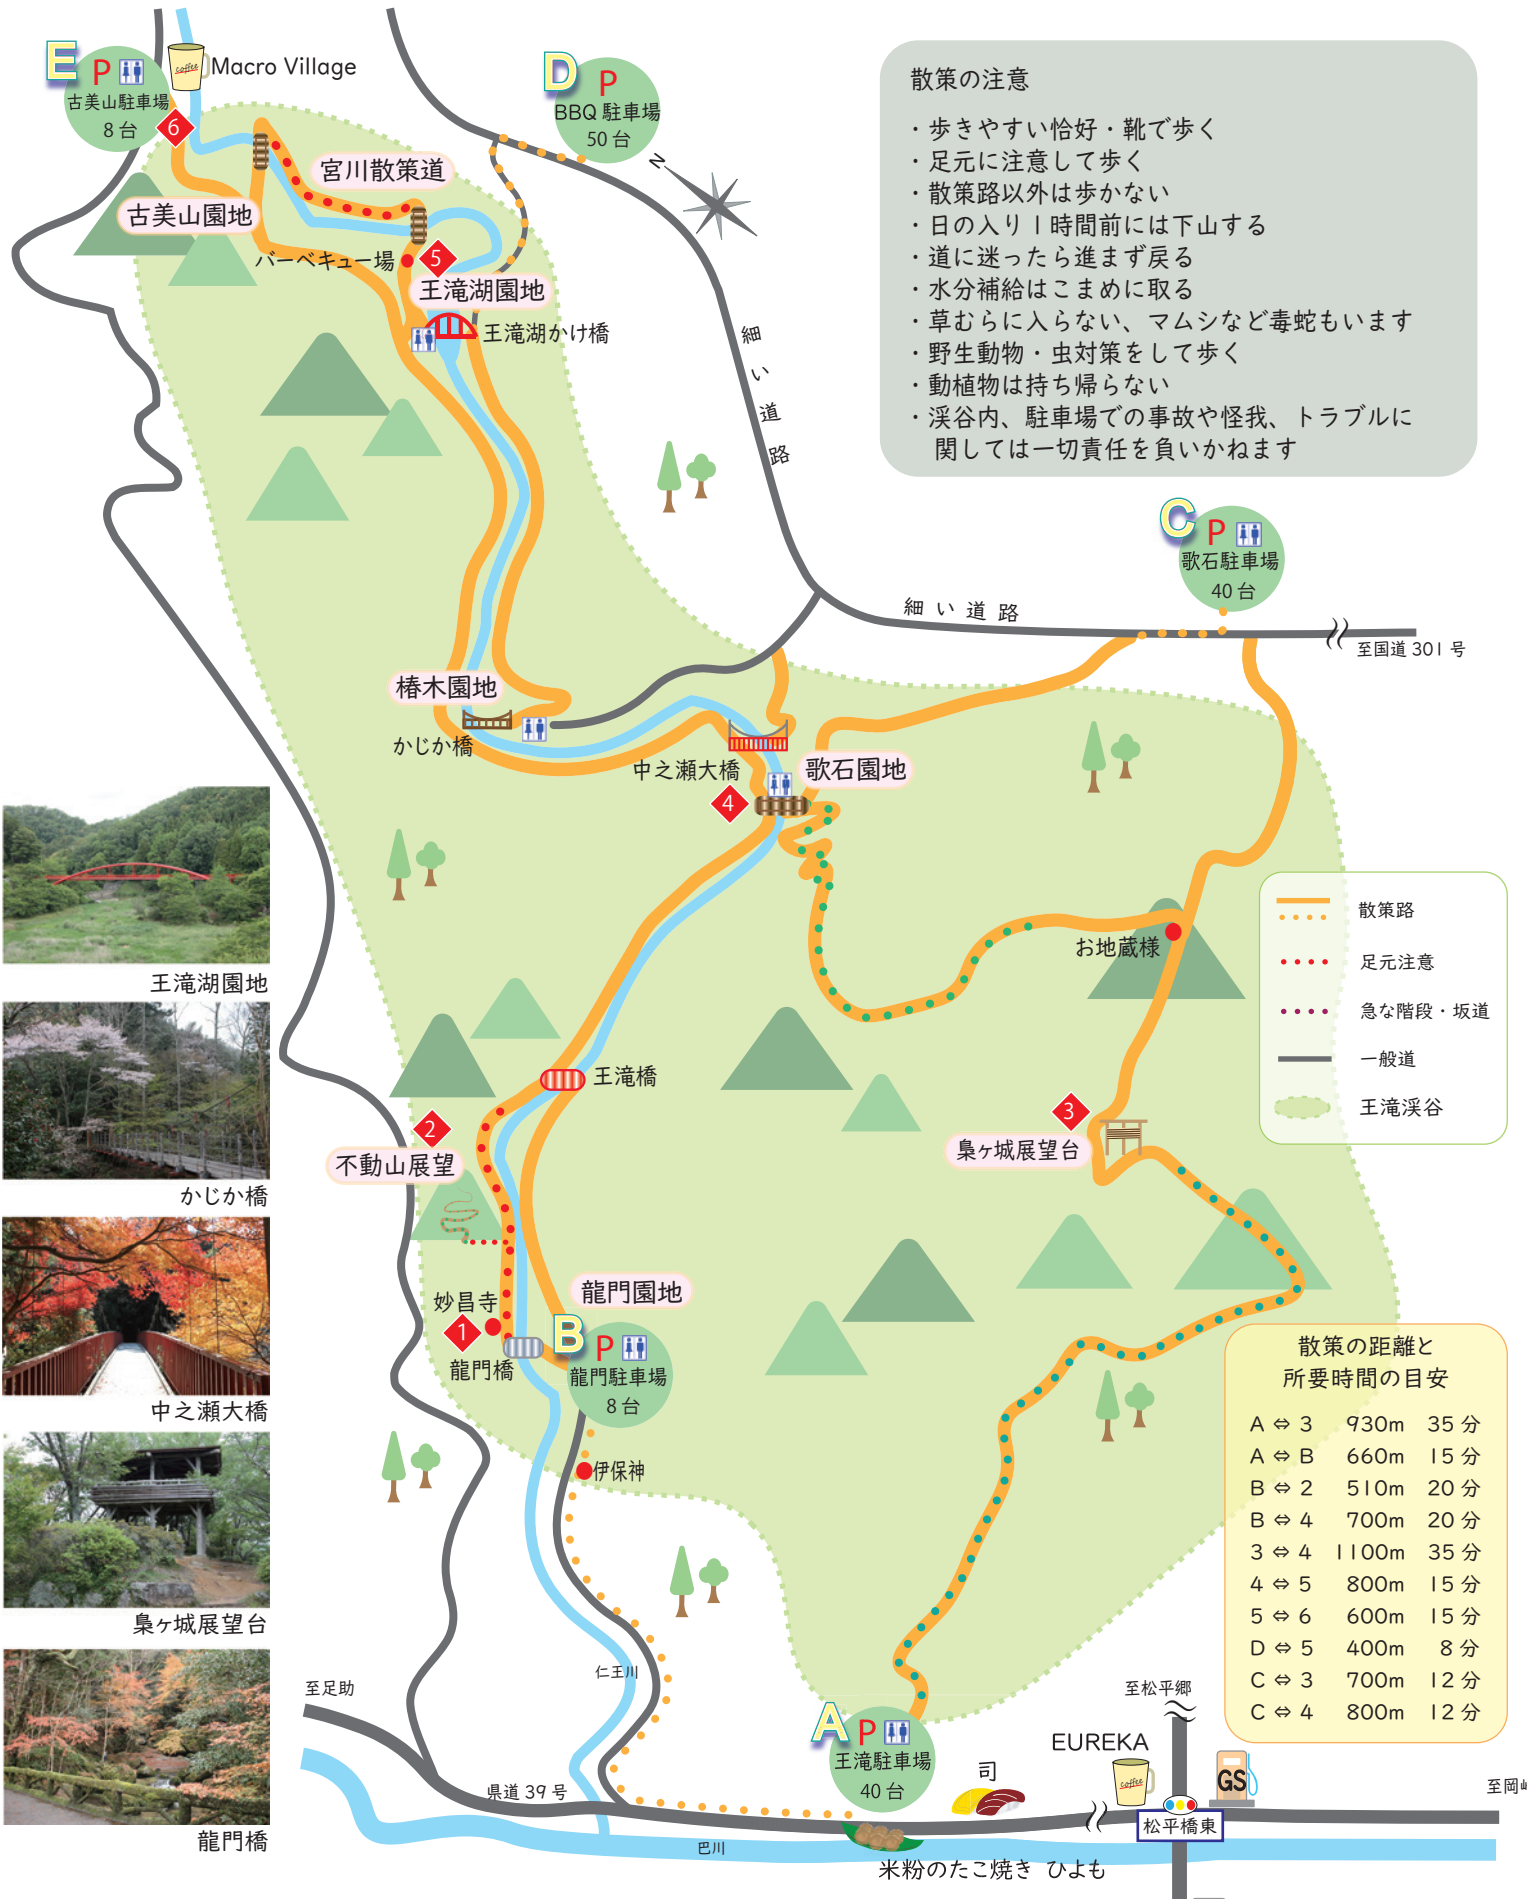 E
P
古美山駐車場
8台
6
coffee
Macro Village
D
P
BBQ 駐車場
50台
N
散策の注意
・歩きやすい恰好・靴で歩く
・足元に注意して歩く
・散策路以外は歩かない
・日の入り1時間前には下山する
・道に迷ったら進まず戻る
・水分補給はこまめに取る
・草むらに入らない、マムシなど毒蛇もいます
・野生動物・虫対策をして歩く
・動植物は持ち帰らない
・渓谷内、駐車場での事故や怪我、トラブルに
関しては一切責任を負いかねます
宮川散策道
古美山園地
バーベキュー場
5
王滝湖園地
王滝湖かけ橋
細い道路
C
P
歌石駐車場
40台
細い道路
至国道301号
椿木園地
かじか橋
中之瀬大橋
歌石園地
4
お地蔵様
散策路
足元注意
急な階段・坂道
一般道
王滝渓谷
王滝湖園地
かじか橋
中之瀬大橋
梟ヶ城展望台
龍門橋
王滝橋
2
不動山展望
3
梟ヶ城展望台
妙昌寺
1
龍門橋
龍門園地
B
P
龍門駐車場
8台
伊保神
散策の距離と
所要時間の目安
A ⇔ 3 930m 35分
A ⇔ B 660m 15分
B ⇔ 2 510m 20分
B ⇔ 4 700m 20分
3 ⇔ 4 1100m 35分
4 ⇔ 5 800m 15分
5 ⇔ 6 600m 15分
D ⇔ 5 400m 8分
C ⇔ 3 700m 12分
C ⇔ 4 800m 12分
至足助
仁王川
県道39号
A
P
王滝駐車場
40台
司
EUREKA
coffee
至松平郷
GS
至岡
松平橋東
巴川
米粉のたこ焼き ひよも